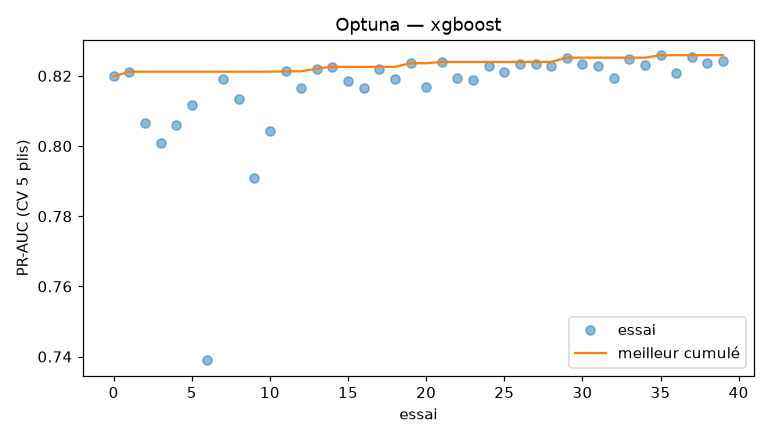 Optuna — xgboost
PR-AUC (CV 5 plis)
0.82
0.80
0.78
0.76
0.74
essai
meilleur cumulé
0 5 10 15 20 25 30 35 40
essai